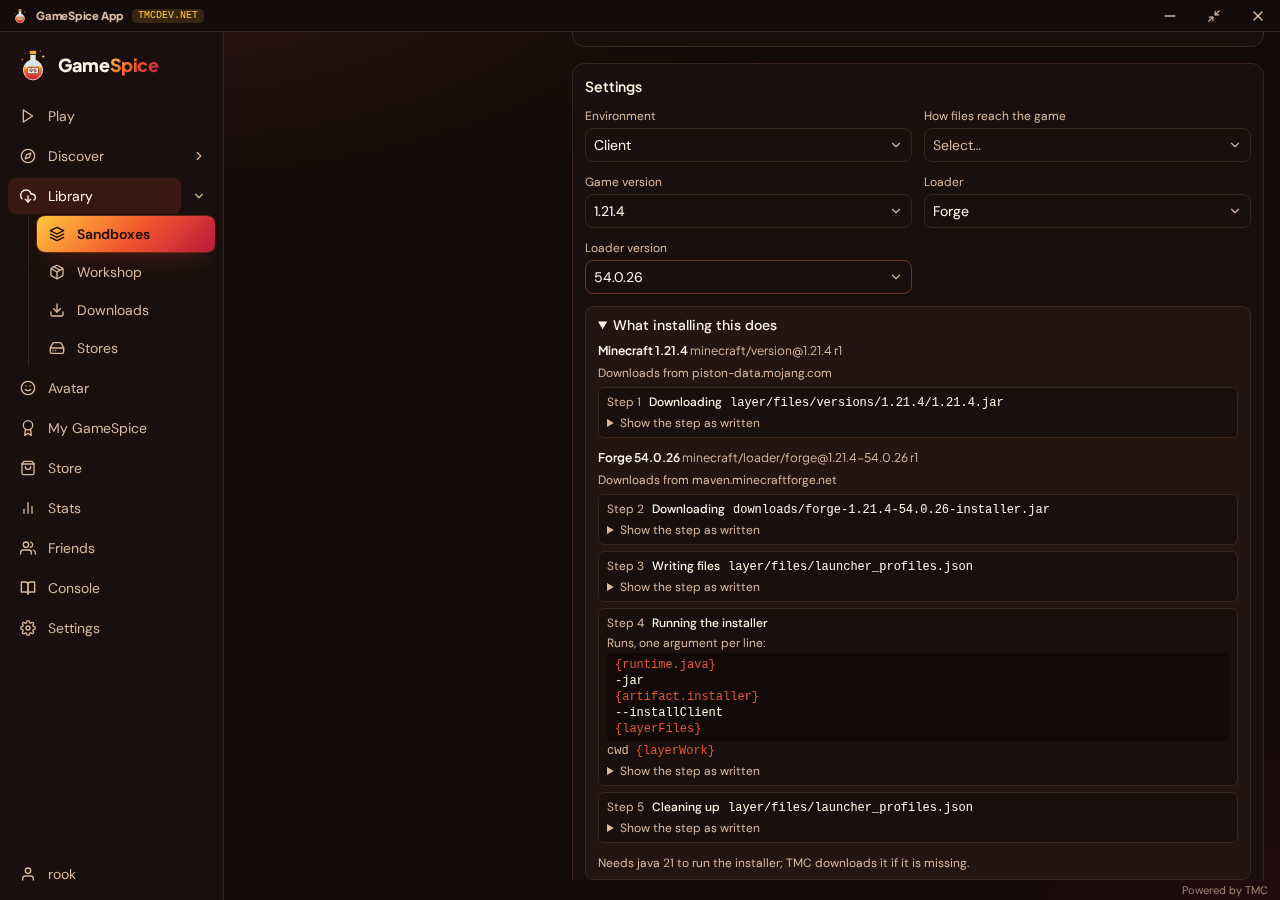 GameSpice App TMCDEV.NET
GameSpice
Play
Discover
Library
Sandboxes
Workshop
Downloads
Stores
Avatar
My GameSpice
Store
Stats
Friends
Console
Settings
rook
Settings
Environment
Client
How files reach the game
Select...
Game version
1.21.4
Loader
Forge
Loader version
54.0.26
▼ What installing this does
Minecraft 1.21.4 minecraft/version@1.21.4 r1
Downloads from piston-data.mojang.com
Step 1 Downloading layer/files/versions/1.21.4/1.21.4.jar
▶ Show the step as written
Forge 54.0.26 minecraft/loader/forge@1.21.4-54.0.26 r1
Downloads from maven.minecraftforge.net
Step 2 Downloading downloads/forge-1.21.4-54.0.26-installer.jar
▶ Show the step as written
Step 3 Writing files layer/files/launcher_profiles.json
▶ Show the step as written
Step 4 Running the installer
Runs, one argument per line:
{runtime.java}
-jar
{artifact.installer}
--installClient
{layerFiles}
cwd {layerWork}
▶ Show the step as written
Step 5 Cleaning up layer/files/launcher_profiles.json
▶ Show the step as written
Needs java 21 to run the installer; TMC downloads it if it is missing.
Powered by TMC